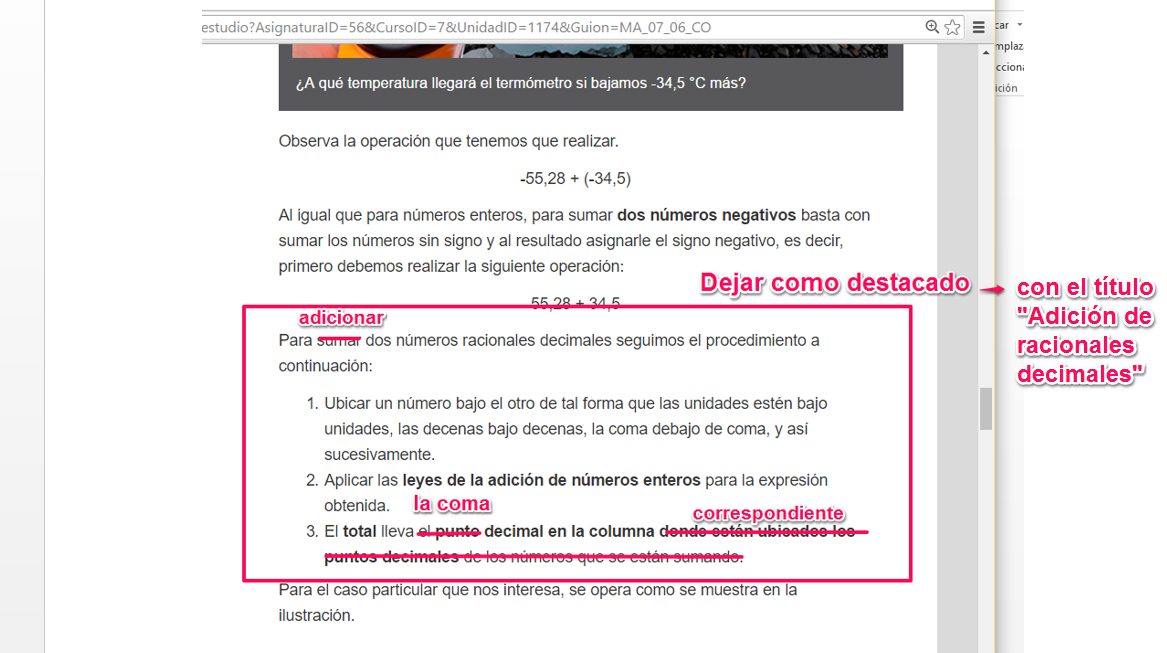 estudio?AsignaturaID=56&CursoID=7&UnidadID=1174&Guion=MA_07_06_CO
car
mplaz
cciona
ición
¿A qué temperatura llegará el termómetro si bajamos -34,5 °C más?
Observa la operación que tenemos que realizar.
-55,28 + (-34,5)
Al igual que para números enteros, para sumar dos números negativos basta con
sumar los números sin signo y al resultado asignarle el signo negativo, es decir,
primero debemos realizar la siguiente operación:
Dejar como destacado
con el título
"Adición de
racionales
decimales"
55,28 + 34,5
adicionar
Para sumar dos números racionales decimales seguimos el procedimiento a
continuación:
1. Ubicar un número bajo el otro de tal forma que las unidades estén bajo
unidades, las decenas bajo decenas, la coma debajo de coma, y así
sucesivamente.
2. Aplicar las leyes de la adición de números enteros para la expresión
obtenida.
la coma
correspondiente
3. El total lleva el punto decimal en la columna donde están ubicados los
puntos decimales de los números que se están sumando.
Para el caso particular que nos interesa, se opera como se muestra en la
ilustración.